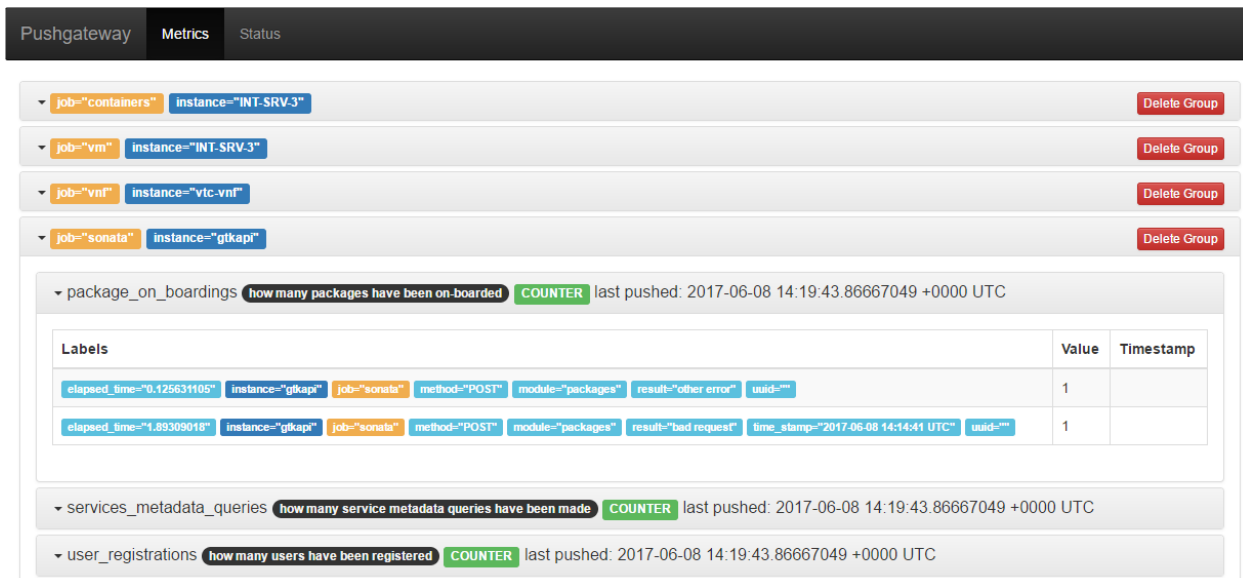 Pushgateway Metrics Status
job="containers" instance="INT-SRV-3" Delete Group
job="vm" instance="INT-SRV-3" Delete Group
job="vnf" instance="vtc-vnf" Delete Group
job="sonata" instance="gtkapi" Delete Group
package_on_boardings how many packages have been on-boarded COUNTER last pushed: 2017-06-08 14:19:43.86667049 +0000 UTC
Labels Value Timestamp
elapsed_time="0.125631105" instance="gtkapi" job="sonata" method="POST" module="packages" result="other error" uuid="" 1
elapsed_time="1.89309018" instance="gtkapi" job="sonata" method="POST" module="packages" result="bad request" time_stamp="2017-06-08 14:14:41 UTC" uuid="" 1
services_metadata_queries how many service metadata queries have been made COUNTER last pushed: 2017-06-08 14:19:43.86667049 +0000 UTC
user_registrations how many users have been registered COUNTER last pushed: 2017-06-08 14:19:43.86667049 +0000 UTC